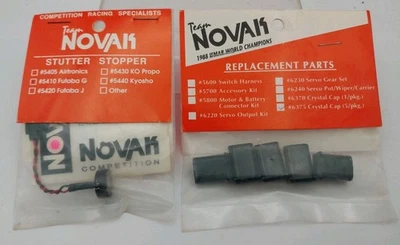 COMPETITION RACING SPECIALISTS
Team
NOVAK
STUTTER STOPPER
#5405 Airtronics
#5410 Futaba G
#5420 Futaba J
#5430 KO Propo
#5440 Kyosho
Other
NOVAK
COMPETITION
Team
NOVAK
1988 IFMAR WORLD CHAMPIONS
REPLACEMENT PARTS
#5600 Switch Harness
#5700 Accessory Kit
#5800 Motor & Battery
Connector Kit
#6220 Servo Output Kit
#6230 Servo Gear Set
#6240 Servo Pot/Wiper/Carrier
#6370 Crystal Cap (1/pkg.)
#6375 Crystal Cap (5/pkg.)